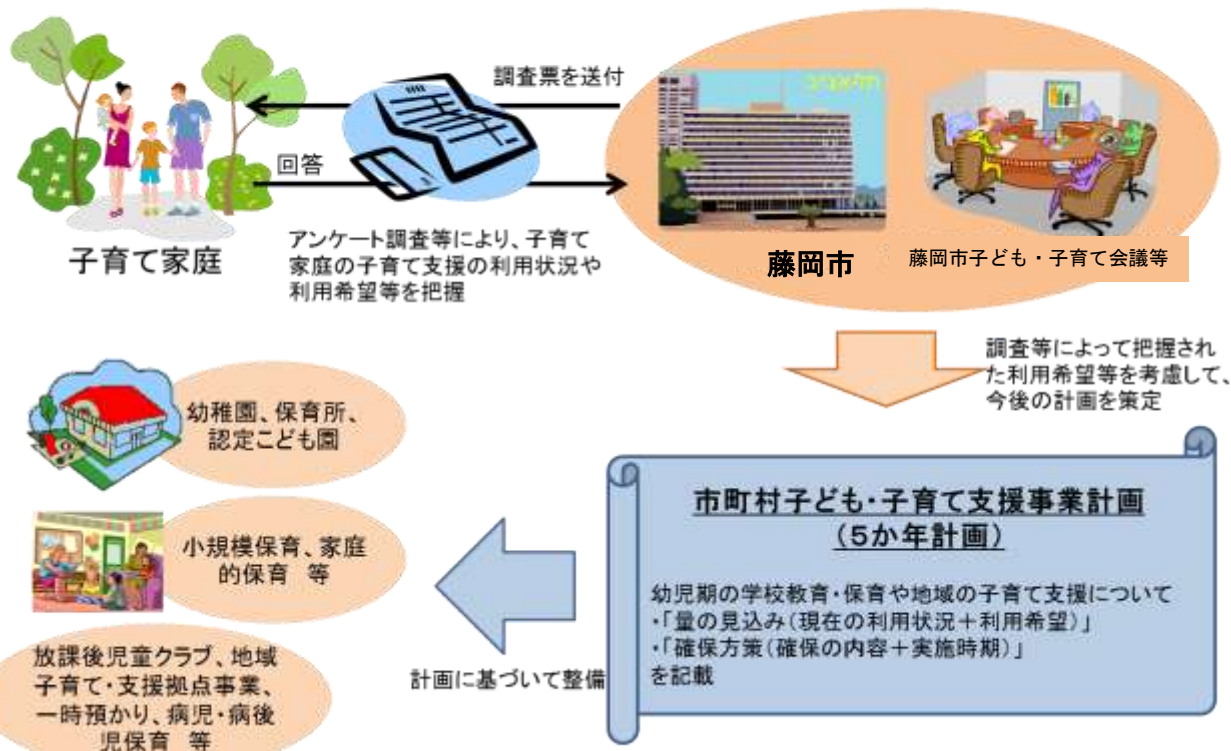 調査票を送付
回答
子育て家庭
アンケート調査等により、子育て
家庭の子育て支援の利用状況や
利用希望等を把握
藤岡市
藤岡市子ども・子育て会議等
調査等によって把握され
た利用希望等を考慮して、
今後の計画を策定
市町村子ども・子育て支援事業計画
(5か年計画)
幼児期の学校教育・保育や地域の子育て支援について
・「量の見込み(現在の利用状況+利用希望)」
・「確保方策(確保の内容+実施時期)」
を記載
計画に基づいて整備
幼稚園、保育所、
認定こども園
小規模保育、家庭
的保育 等
放課後児童クラブ、地域
子育て・支援拠点事業、
一時預かり、病児・病後
児保育 等